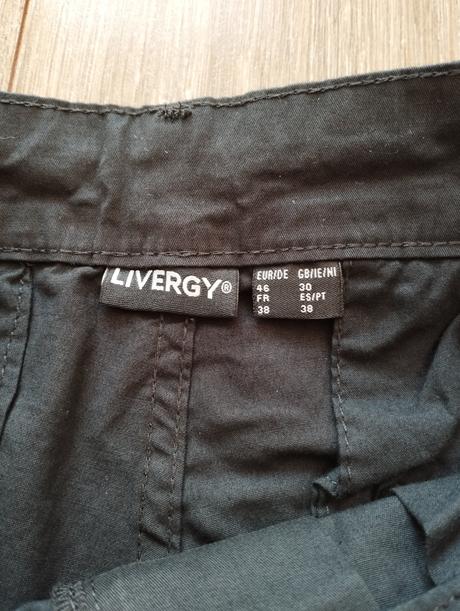 LIVERGY®
EUR/DE GB/IE/NI
46 30
FR ES/PT
38 38